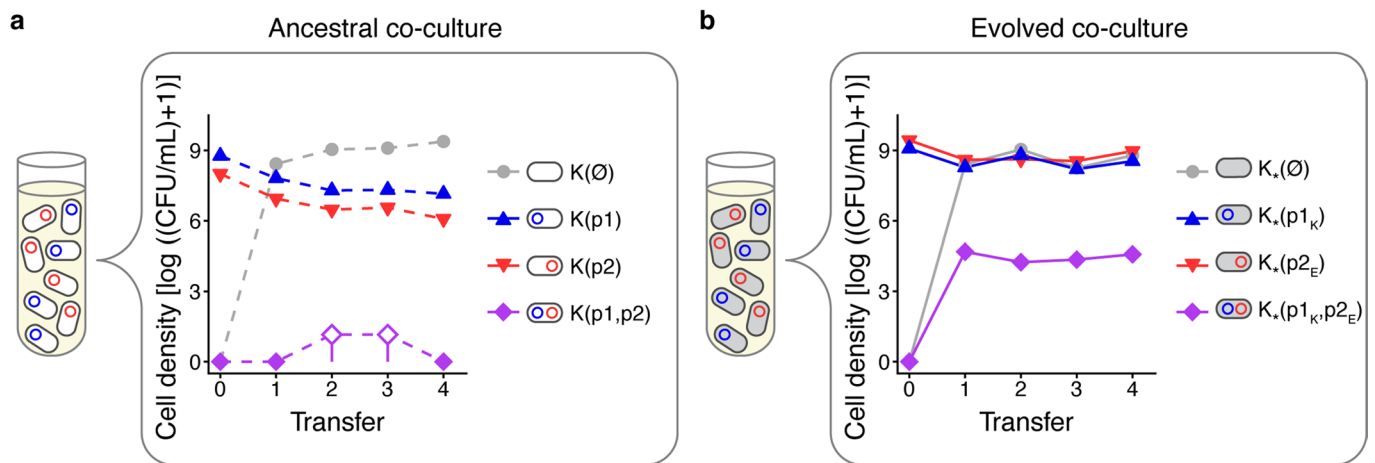 a
Ancestral co-culture
Cell density [log ((CFU/mL)+1)]
9
6
3
0
0 1 2 3 4
Transfer
K(Ø)
K(p1)
K(p2)
K(p1,p2)
b
Evolved co-culture
Cell density [log ((CFU/mL)+1)]
9
6
3
0
0 1 2 3 4
Transfer
K*(Ø)
K*(p1K)
K*(p2E)
K*(p1K,p2E)